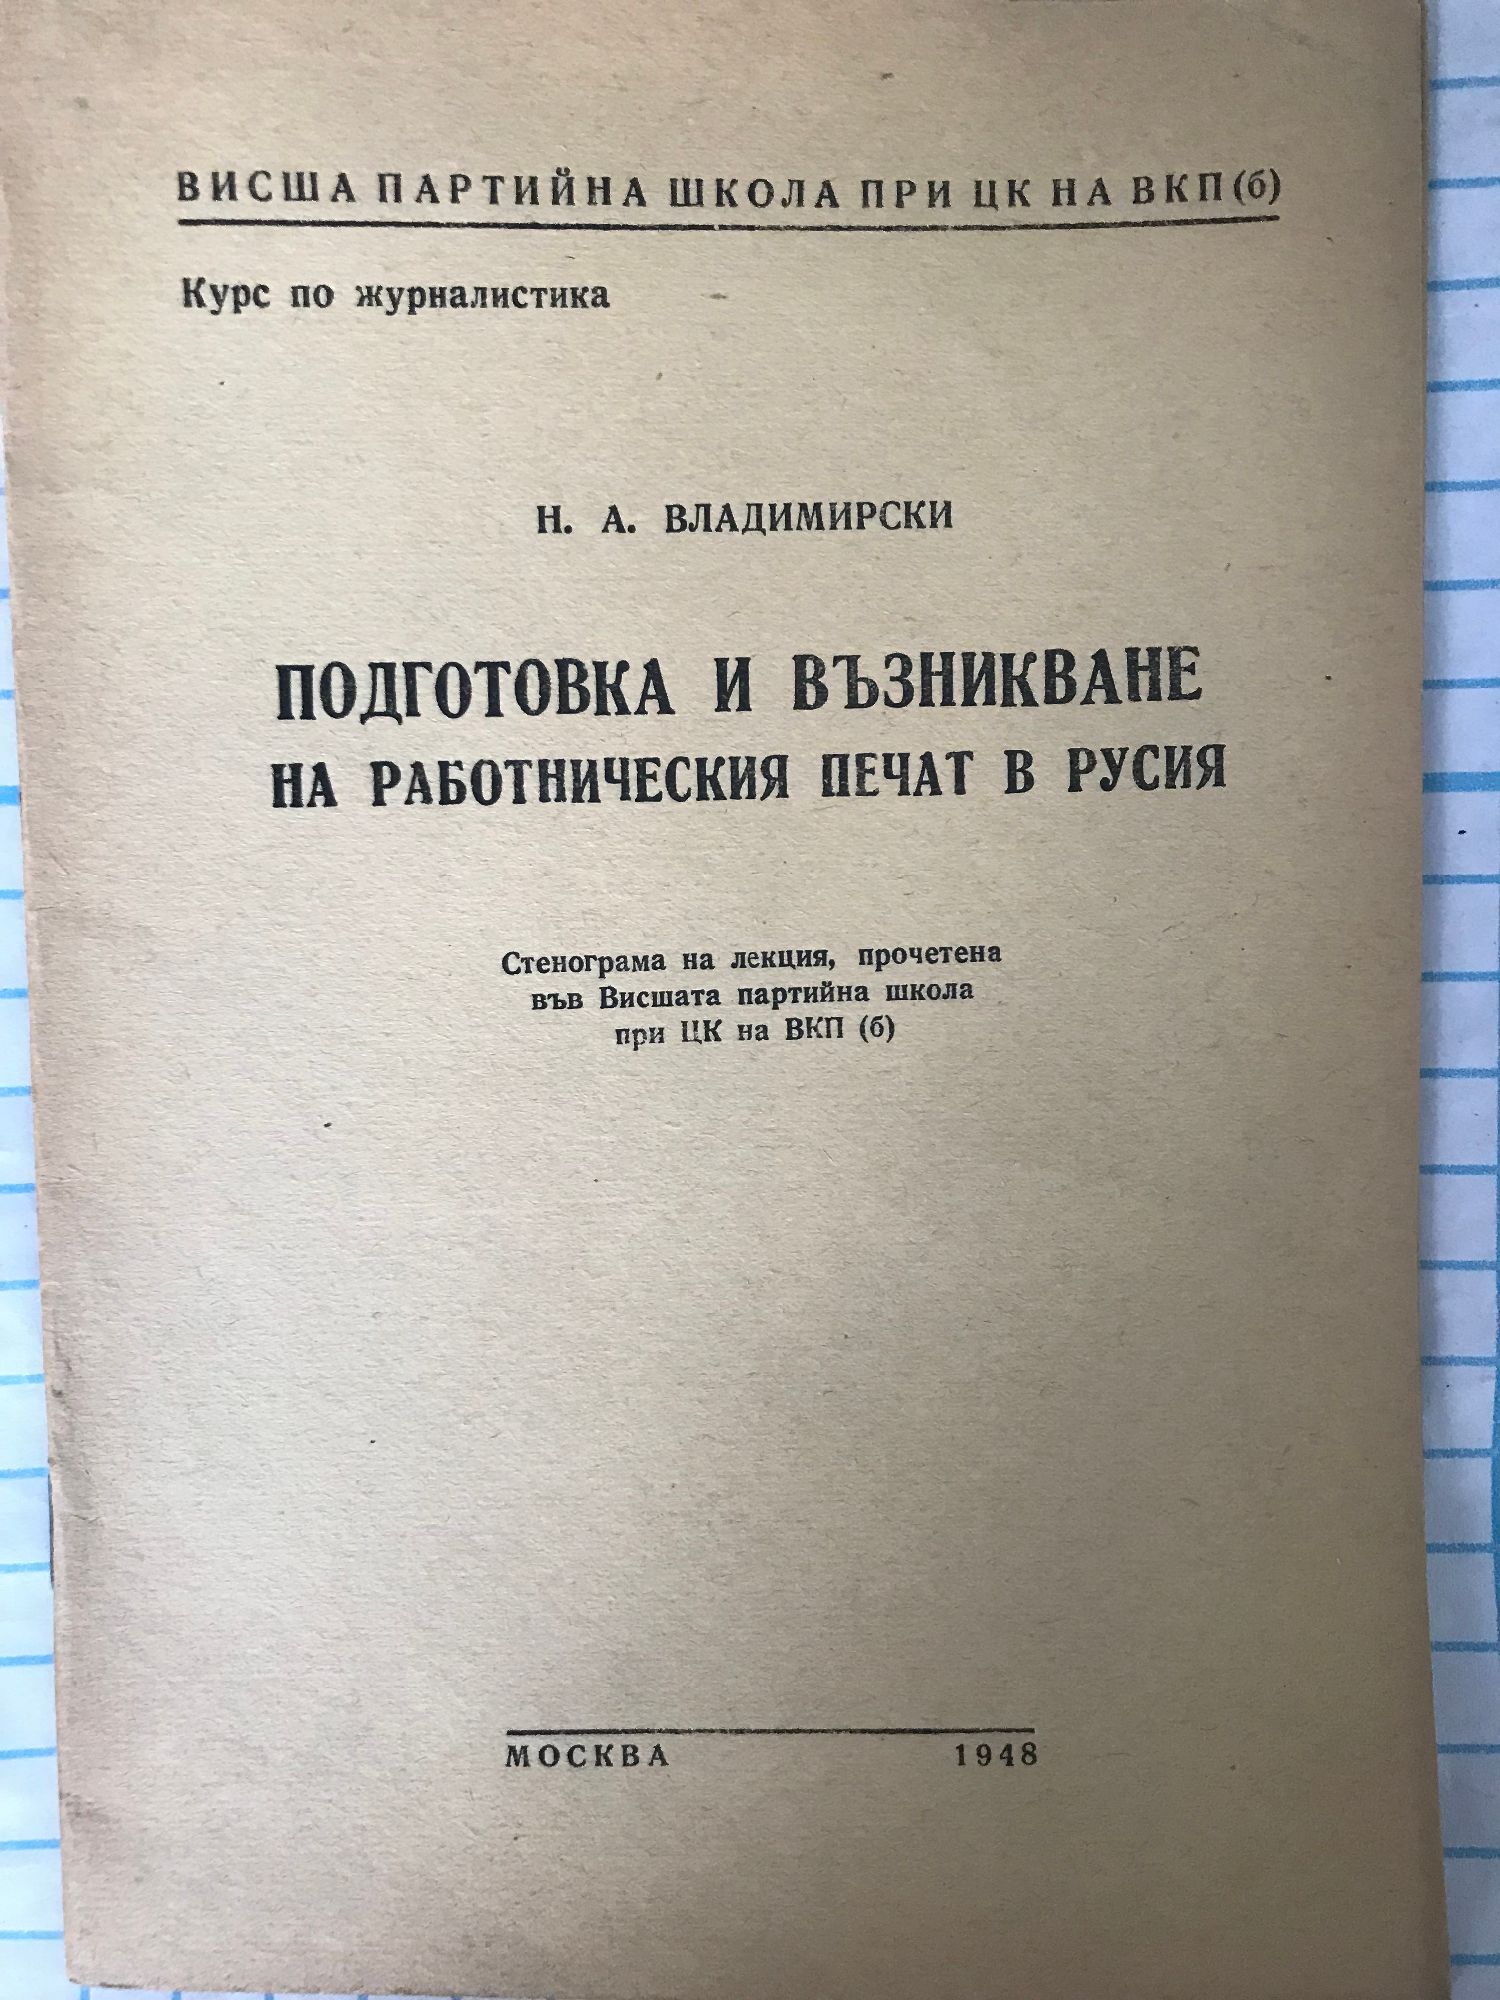 ВИСША ПАРТИЙНА ШКОЛА ПРИ ЦК НА ВКП(б)
Курс по журналистика
Н. А. ВЛАДИМИРСКИ
ПОДГОТОВКА И ВЪЗНИКВАНЕ
НА РАБОТНИЧЕСКИЯ ПЕЧАТ В РУСИЯ
Стенограма на лекция, прочетена
във Висшата партийна школа
при ЦК на ВКП (б)
МОСКВА 1948